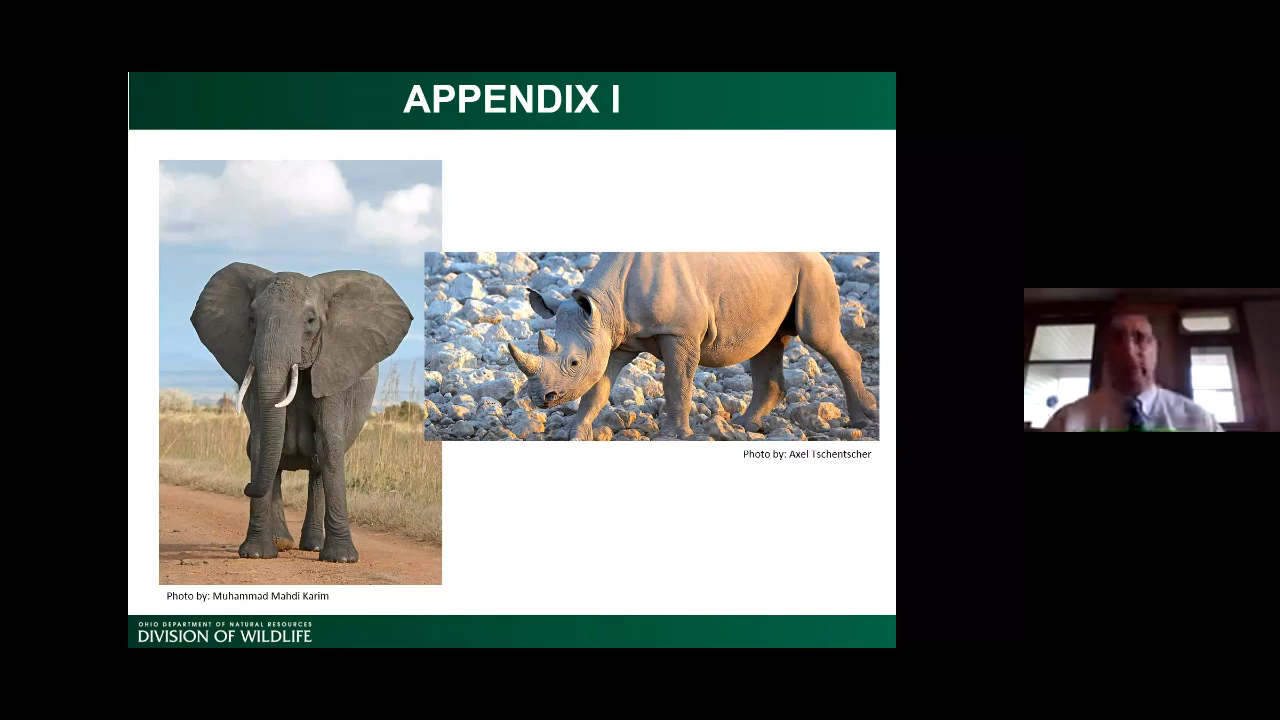 APPENDIX I
Photo by: Axel Tschentscher
Photo by: Muhammad Mahdi Karim
OHIO DEPARTMENT OF NATURAL RESOURCES
DIVISION OF WILDLIFE